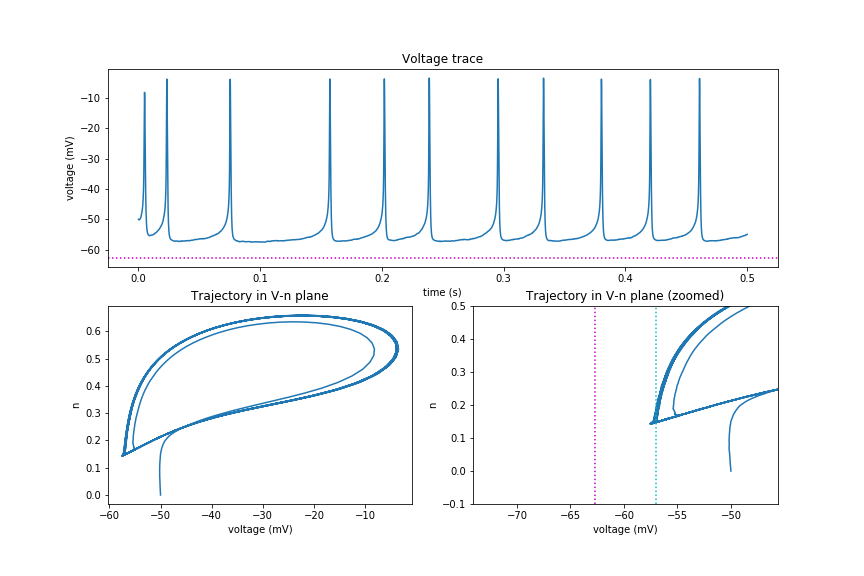 Voltage trace
voltage (mV)
−10
−20
−30
−40
−50
−60
0.0 0.1 0.2 0.3 0.4 0.5
time (s)
Trajectory in V-n plane
n
0.6
0.5
0.4
0.3
0.2
0.1
0.0
−60 −50 −40 −30 −20 −10
voltage (mV)
Trajectory in V-n plane (zoomed)
n
0.5
0.4
0.3
0.2
0.1
0.0
−0.1
−70 −65 −60 −55 −50
voltage (mV)